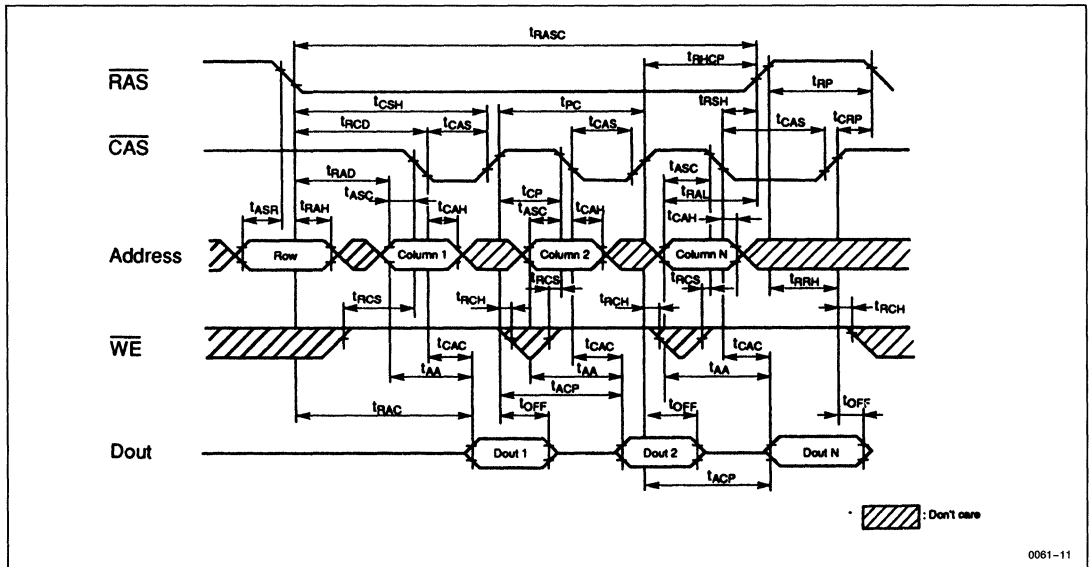 tRASC
tRHCP
RAS
tRP
tCSH
tPC
tRSH
tRCD
tCAS
tCAS
tCAS
tCRP
CAS
tRAD
tASC
tASC
tCP
tRAL
tASR
tRAH
tCAH
tASC
tCAH
tCAH
Address
Row
Column 1
Column 2
Column N
tRCS
tRCH
tRCS
tRCH
tRCS
tRRH
tRCH
WE
tCAC
tCAC
tCAC
tAA
tAA
tAA
tACP
tRAC
tOFF
tOFF
tOFF
Dout
Dout 1
Dout 2
Dout N
tACP
: Don't care
0061–11